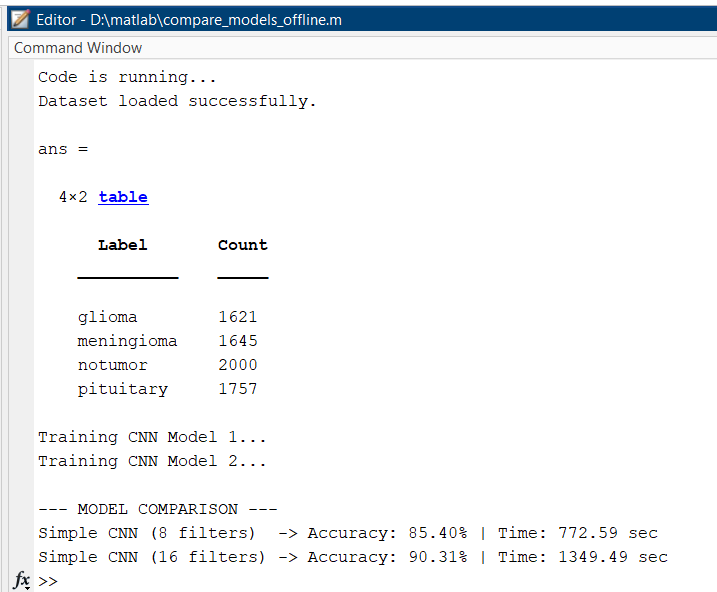 Editor - D:\matlab\compare_models_offline.m
Command Window
Code is running...
Dataset loaded successfully.
ans =
4×2 table
Label Count
glioma 1621
meningioma 1645
notumor 2000
pituitary 1757
Training CNN Model 1...
Training CNN Model 2...
--- MODEL COMPARISON ---
Simple CNN (8 filters) -> Accuracy: 85.40% | Time: 772.59 sec
Simple CNN (16 filters) -> Accuracy: 90.31% | Time: 1349.49 sec
fx >>